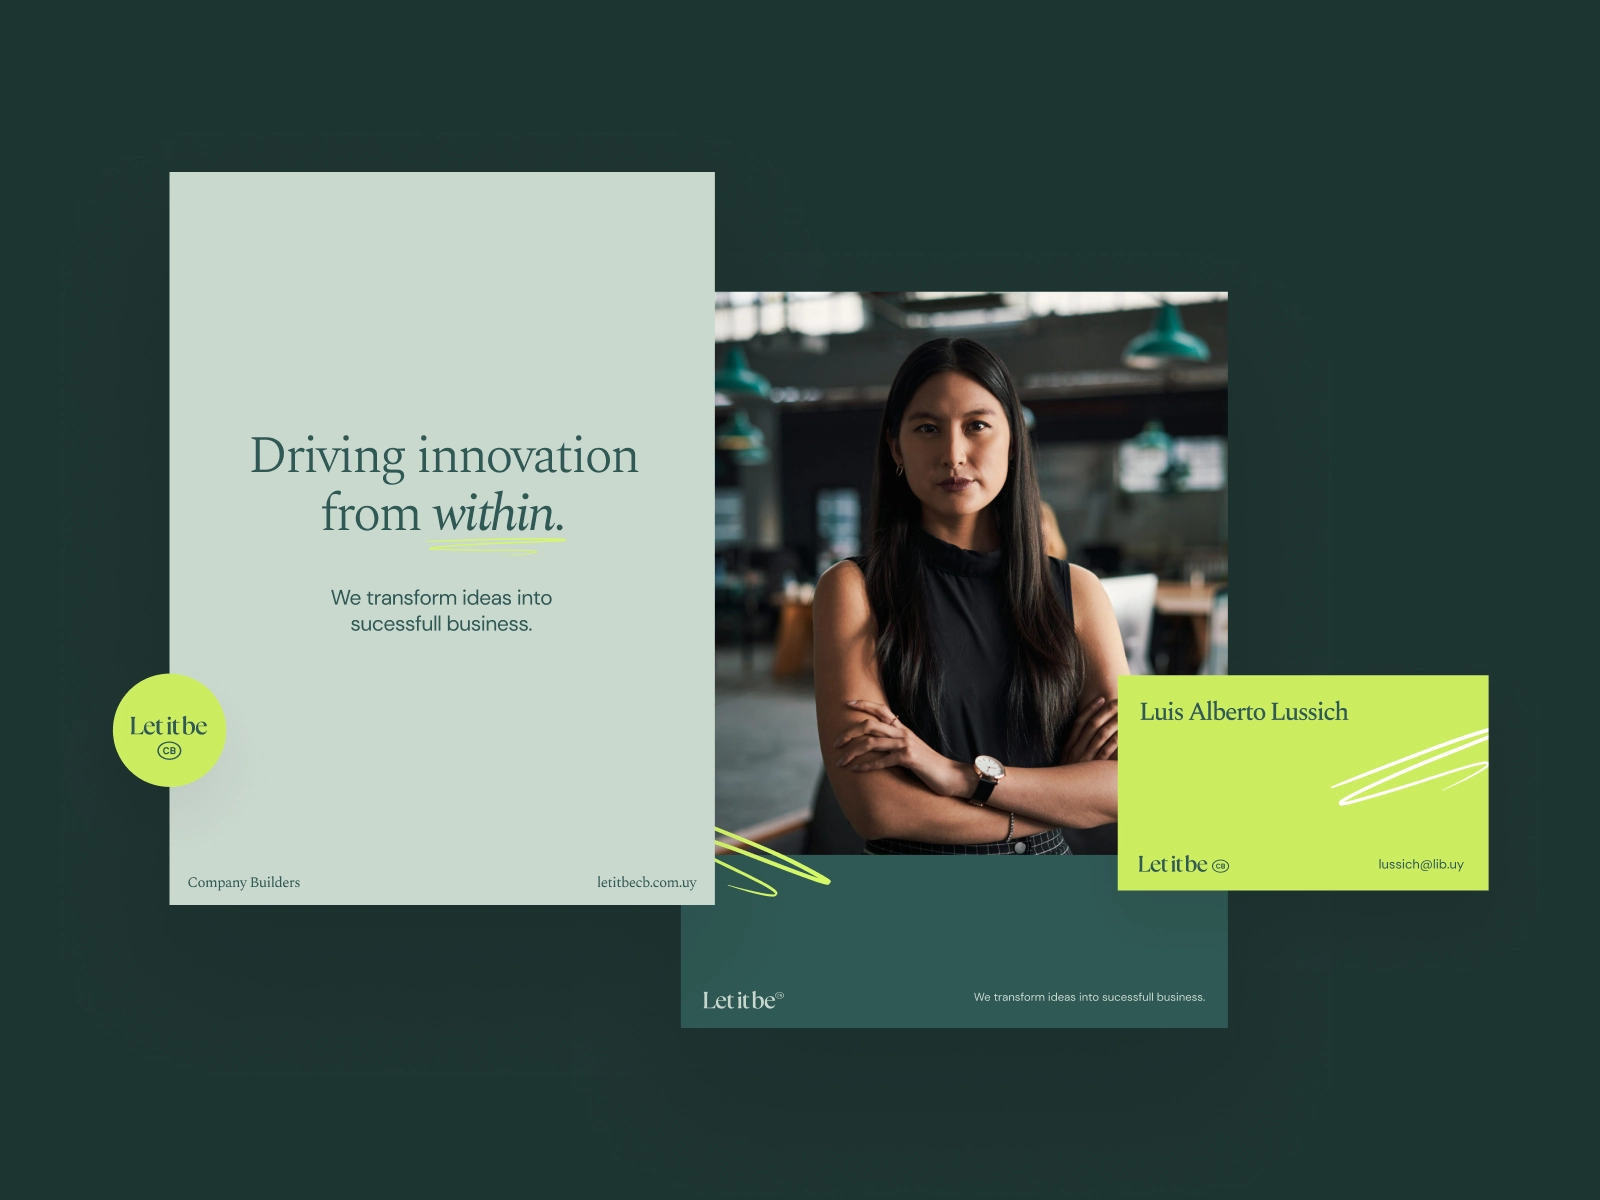 Driving innovation
from within.
We transform ideas into
sucessfull business.
Let it be
CB
Company Builders
letitbecb.com.uy
Let it be CB
We transform ideas into sucessfull business.
Luis Alberto Lussich
Let it be CB
lussich@lib.uy